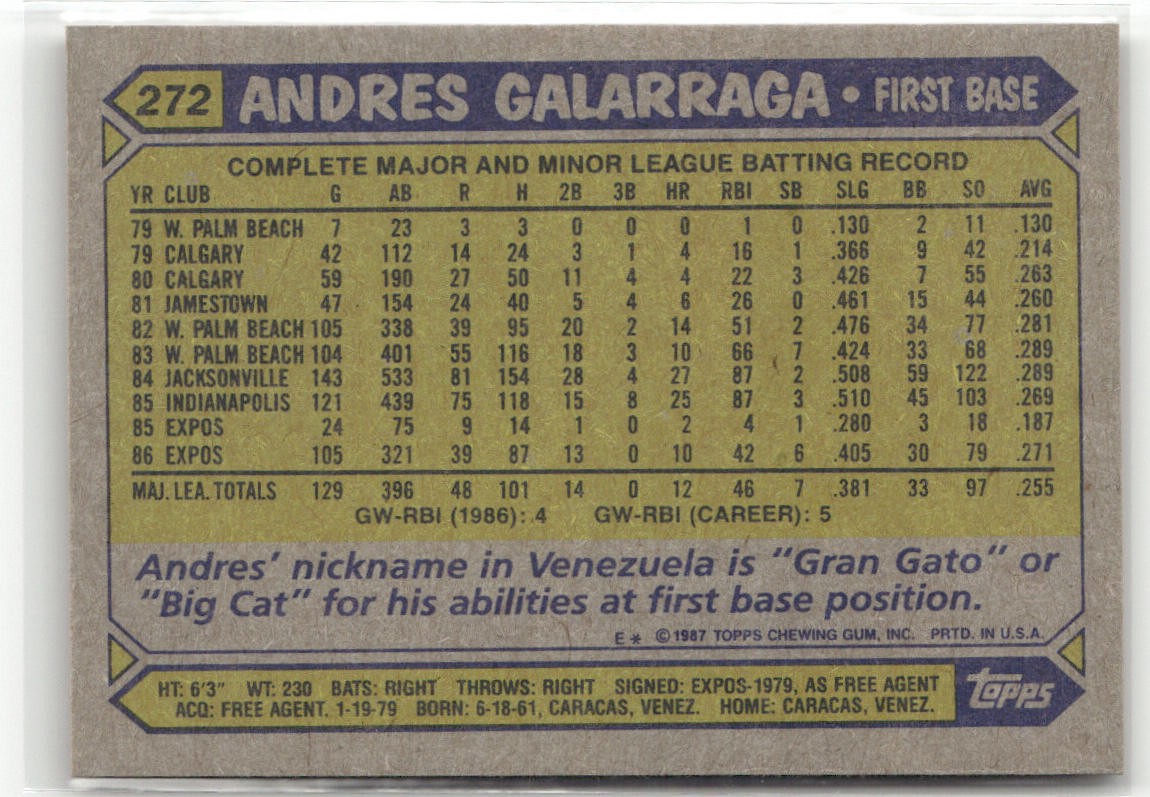 272 ANDRES GALARRAGA • FIRST BASE
COMPLETE MAJOR AND MINOR LEAGUE BATTING RECORD
YR CLUB G AB R H 2B 3B HR RBI SB SLG BB SO AVG
79 W. PALM BEACH 7 23 3 3 0 0 0 1 0 .130 2 11 .130
79 CALGARY 42 112 14 24 3 1 4 16 1 .366 9 42 .214
80 CALGARY 59 190 27 50 11 4 4 22 3 .426 7 55 .263
81 JAMESTOWN 47 154 24 40 5 4 6 26 0 .461 15 44 .260
82 W. PALM BEACH 105 338 39 95 20 2 14 51 2 .476 34 77 .281
83 W. PALM BEACH 104 401 55 116 18 3 10 66 7 .424 33 68 .289
84 JACKSONVILLE 143 533 81 154 28 4 27 87 2 .508 59 122 .289
85 INDIANAPOLIS 121 439 75 118 15 8 25 87 3 .510 45 103 .269
85 EXPOS 24 75 9 14 1 0 2 4 1 .280 3 18 .187
86 EXPOS 105 321 39 87 13 0 10 42 6 .405 30 79 .271
MAJ. LEA. TOTALS 129 396 48 101 14 0 12 46 7 .381 33 97 .255
GW-RBI (1986): 4 GW-RBI (CAREER): 5
Andres' nickname in Venezuela is "Gran Gato" or
"Big Cat" for his abilities at first base position.
E* ©1987 TOPPS CHEWING GUM, INC. PRTD. IN U.S.A.
HT: 6'3" WT: 230 BATS: RIGHT THROWS: RIGHT SIGNED: EXPOS-1979, AS FREE AGENT
ACQ: FREE AGENT. 1-19-79 BORN: 6-18-61, CARACAS, VENEZ. HOME: CARACAS, VENEZ.
topps